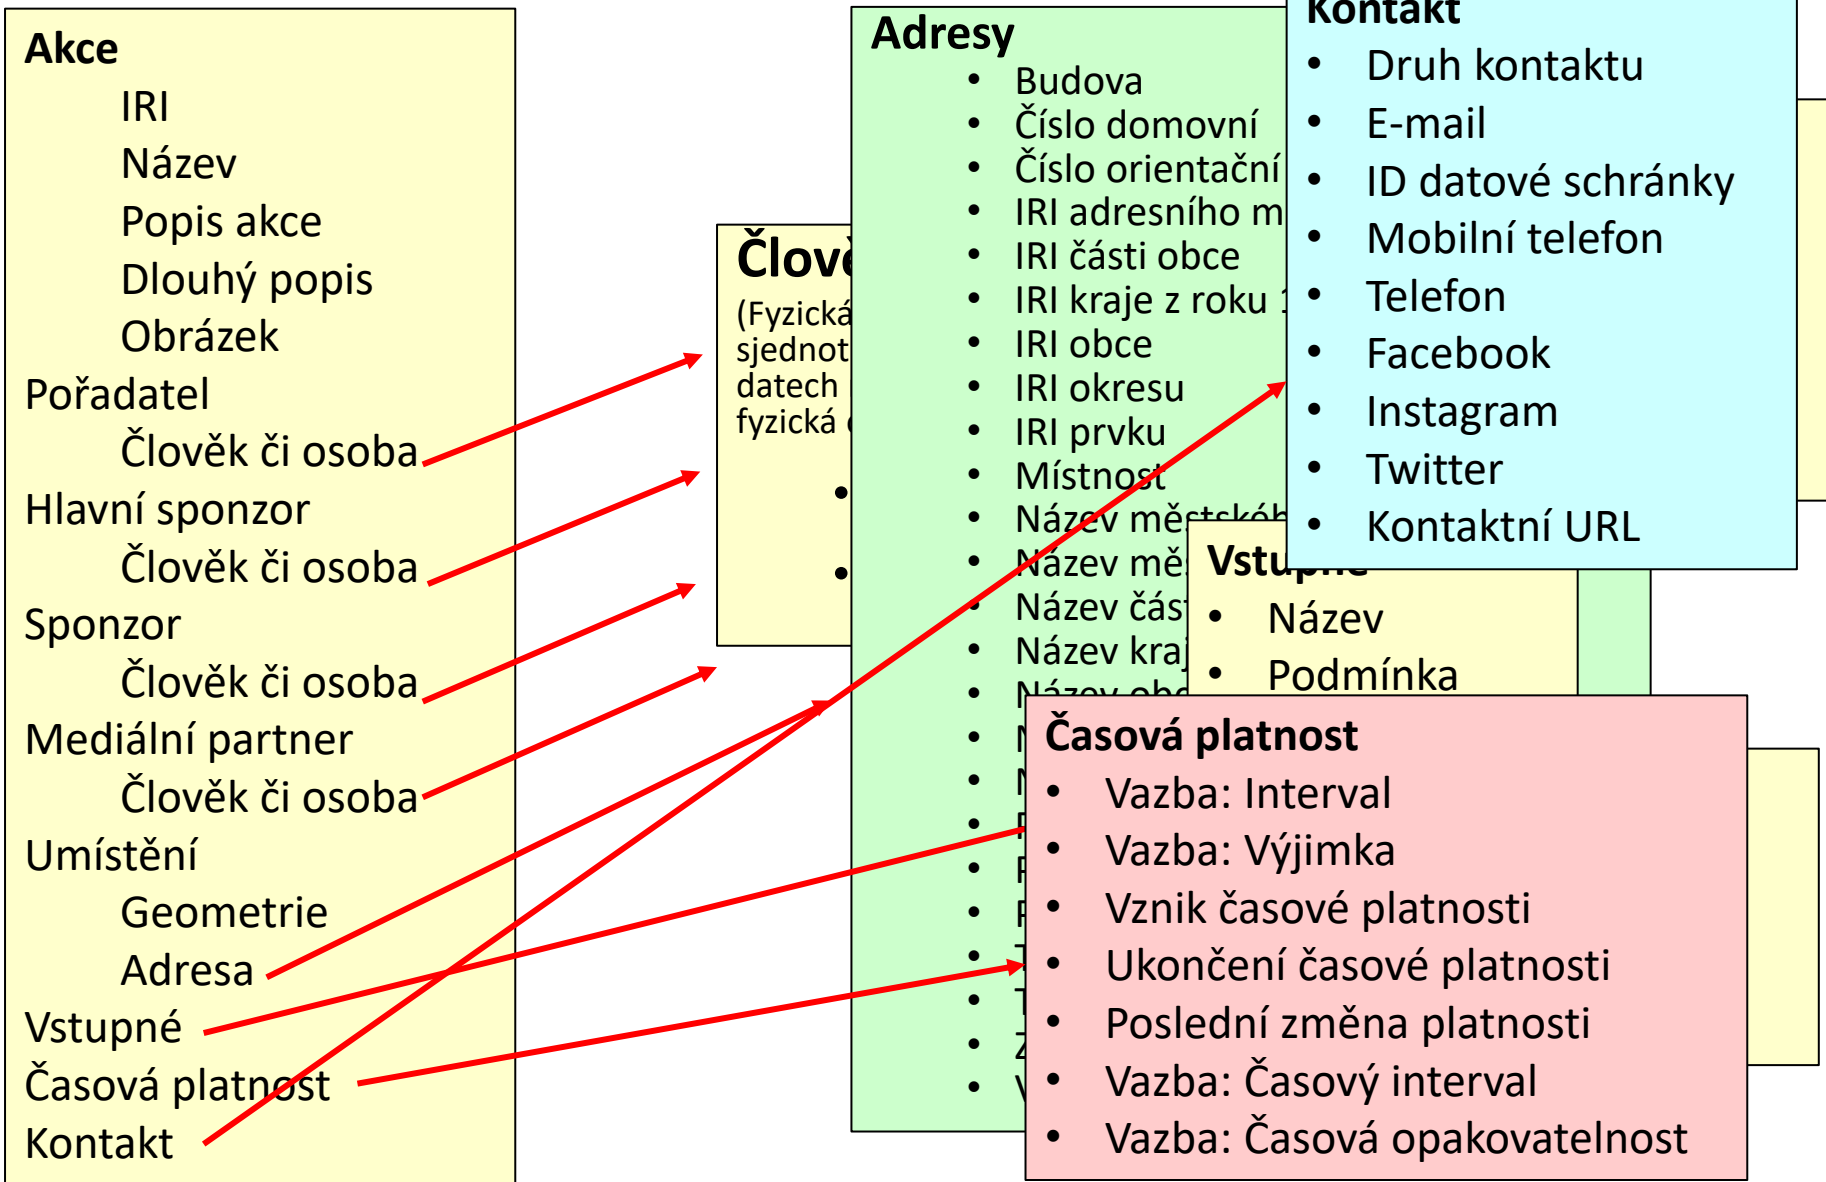 Akce
IRI
Název
Popis akce
Dlouhý popis
Obrázek
Pořadatel
Člověk či osoba
Hlavní sponzor
Člověk či osoba
Sponzor
Člověk či osoba
Mediální partner
Člověk či osoba
Umístění
Geometrie
Adresa
Vstupné
Časová platnost
Kontakt
(Fyzická
datech
fyzická
Adresy
• Budova
• Číslo domovní
• Číslo orientační
• IRI adresního
• IRI části obce
• IRI kraje z roku
• IRI obce
• IRI okresu
• IRI prvku
• Místnost
• Název
• Název
• Název
• Název
• Název
Kontakt
• Druh kontaktu
• E-mail
• ID datové schránky
• Mobilní telefon
• Telefon
• Facebook
• Instagram
• Twitter
• Kontaktní URL
Vstupné
• Název
• Podmínka
Časová platnost
• Vazba: Interval
• Vazba: Výjimka
• Vznik časové platnosti
• Ukončení časové platnosti
• Poslední změna platnosti
• Vazba: Časový interval
• Vazba: Časová opakovatelnost